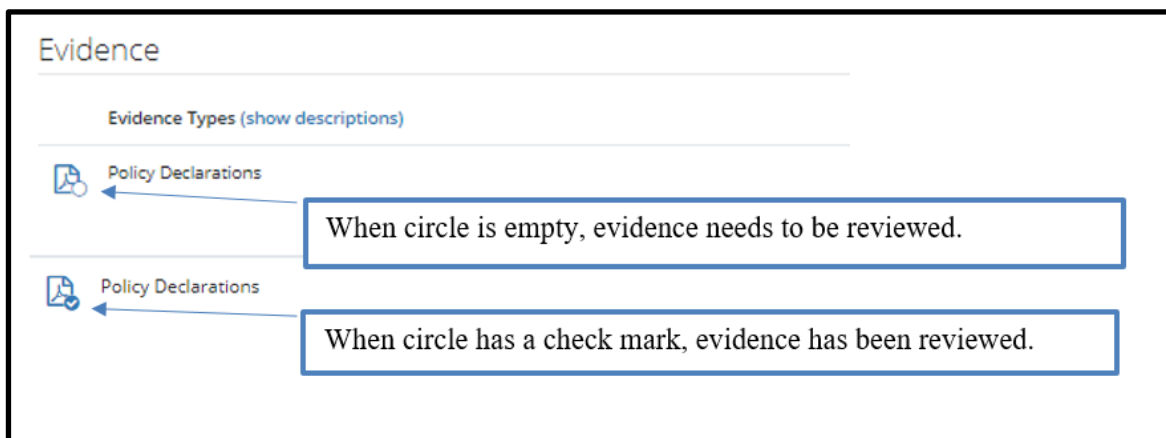 Evidence
Evidence Types (show descriptions)
Policy Declarations
When circle is empty, evidence needs to be reviewed.
Policy Declarations
When circle has a check mark, evidence has been reviewed.